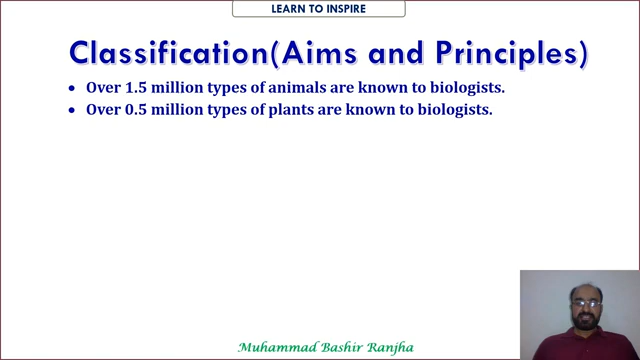 LEARN TO INSPIRE
Classification(Aims and Principles)
• Over 1.5 million types of animals are known to biologists.
• Over 0.5 million types of plants are known to biologists.
Muhammad Bashir Ranjha